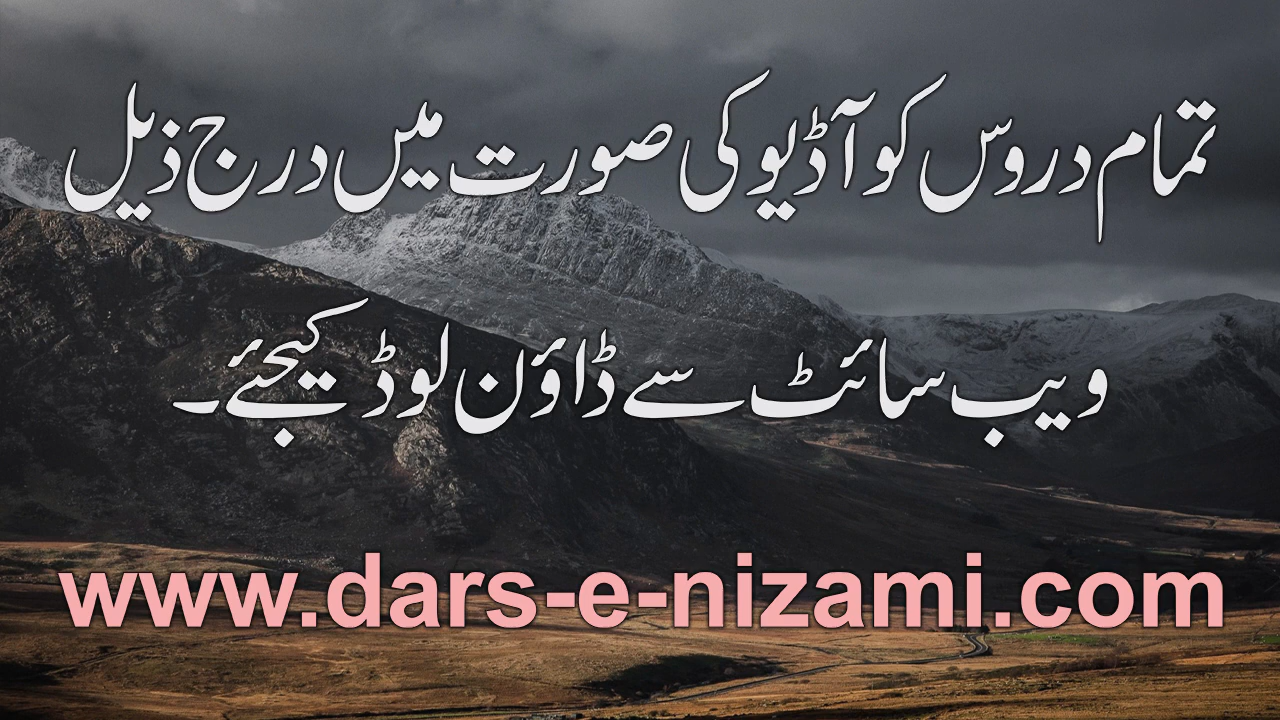 تمام دروس کو آڈیو کی صورت میں درج ذیل
ویب سائٹ سے ڈاؤن لوڈ کیجئے۔
www.dars-e-nizami.com